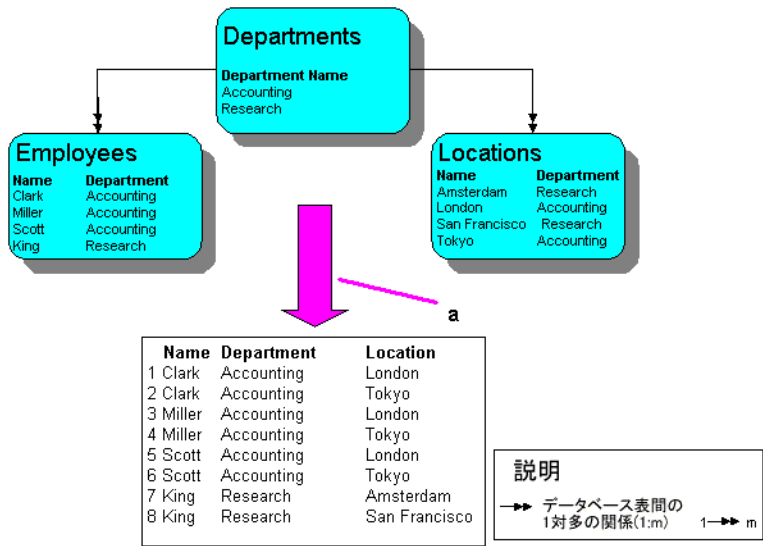 Departments
Department Name
Accounting
Research
Employees
Name Department
Clark Accounting
Miller Accounting
Scott Accounting
King Research
Locations
Name Department
Amsterdam Research
London Accounting
San Francisco Research
Tokyo Accounting
a
Name Department Location
1 Clark Accounting London
2 Clark Accounting Tokyo
3 Miller Accounting London
4 Miller Accounting Tokyo
5 Scott Accounting London
6 Scott Accounting Tokyo
7 King Research Amsterdam
8 King Research San Francisco
説明
データベース表間の
1対多の関係(1:m) 1 m